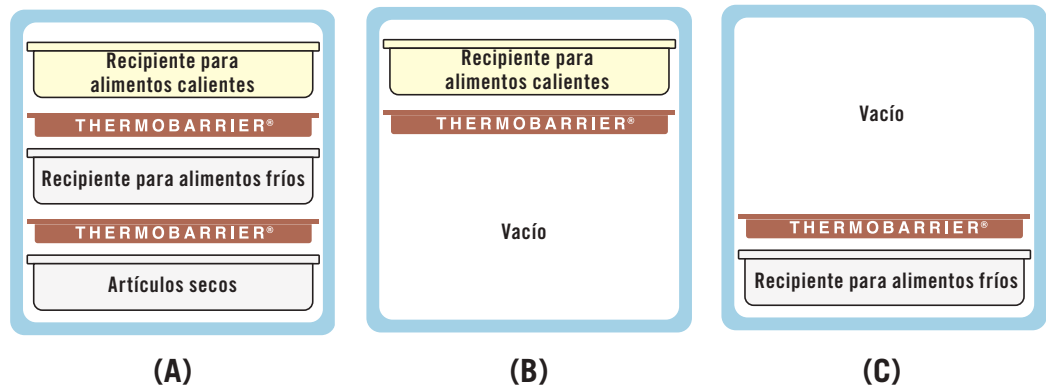 Recipiente para
alimentos calientes
THERMOBARRIER®
Recipiente para alimentos fríos
THERMOBARRIER®
Artículos secos
(A)
Recipiente para
alimentos calientes
THERMOBARRIER®
Vacío
(B)
Vacío
THERMOBARRIER®
Recipiente para alimentos fríos
(C)